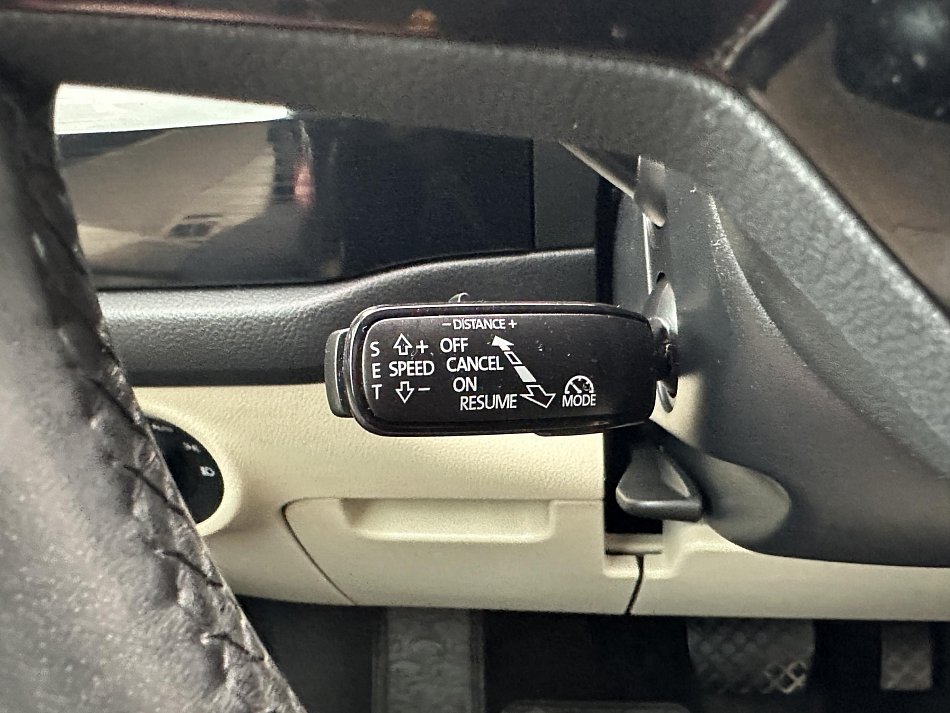 - DISTANCE +
S + OFF
E SPEED CANCEL
T - ON
RESUME MODE